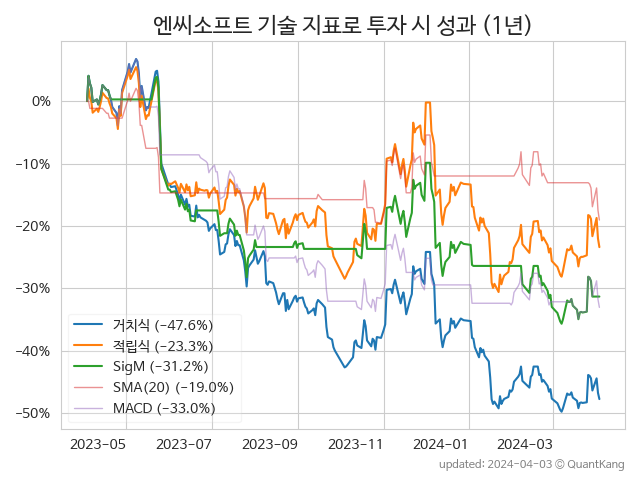 엔씨소프트 기술 지표로 투자 시 성과 (1년)
0%
−10%
−20%
−30%
−40%
−50%
거치식 (−47.6%)
적립식 (−23.3%)
SigM (−31.2%)
SMA(20) (−19.0%)
MACD (−33.0%)
2023-05 2023-07 2023-09 2023-11 2024-01 2024-03
updated: 2024-04-03 © QuantKang